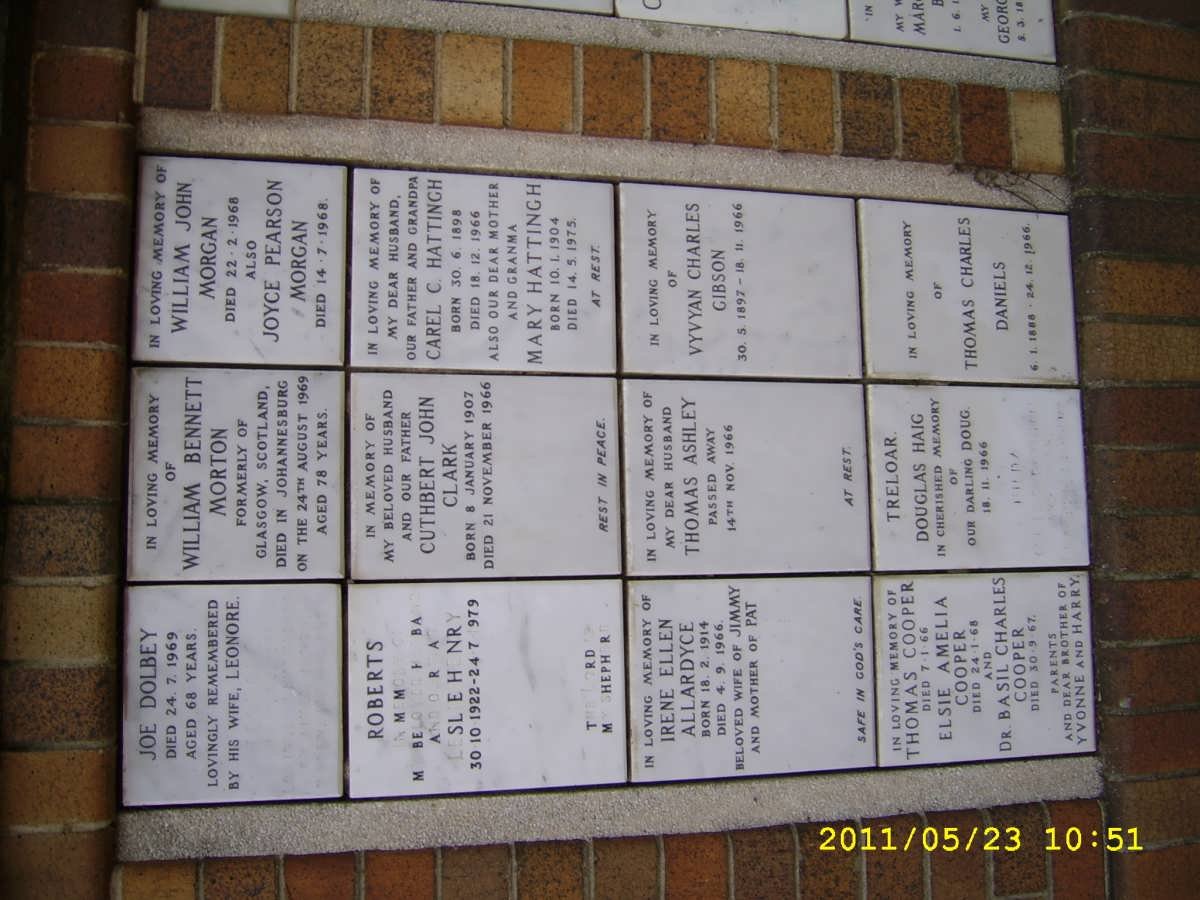 JOE DOLBEY
DIED 24. 7. 1969
AGED 68 YEARS.
LOVINGLY REMEMBERED
BY HIS WIFE, LEONORE.
IN LOVING MEMORY
OF
WILLIAM BENNETT
MORTON
FORMERLY OF
GLASGOW, SCOTLAND,
DIED IN JOHANNESBURG
ON THE 24TH AUGUST 1969
AGED 78 YEARS.
IN LOVING MEMORY OF
WILLIAM JOHN
MORGAN
DIED 22·2·1968
ALSO
JOYCE PEARSON
MORGAN
DIED 14·7·1968.
ROBERTS
HENRY
30 10 1922-24 7 1979
IN MEMORY OF
MY BELOVED HUSBAND
AND OUR FATHER
CUTHBERT JOHN
CLARK
BORN 8 JANUARY 1907
DIED 21 NOVEMBER 1966
REST IN PEACE.
IN LOVING MEMORY OF
MY DEAR HUSBAND,
OUR FATHER AND GRANDPA
CAREL C. HATTINGH
BORN 30. 6. 1898
DIED 18. 12. 1966
ALSO OUR DEAR MOTHER
AND GRANMA
MARY HATTINGH
BORN 10. 1. 1904
DIED 14. 5. 1975.
AT REST.
IN LOVING MEMORY OF
IRENE ELLEN
ALLARDYCE
BORN 18. 2. 1914
DIED 4. 9. 1966.
BELOVED WIFE OF JIMMY
AND MOTHER OF PAT
SAFE IN GOD'S CARE.
IN LOVING MEMORY OF
MY DEAR HUSBAND
THOMAS ASHLEY
PASSED AWAY
14TH NOV. 1966
AT REST.
IN LOVING MEMORY
OF
VYVYAN CHARLES
GIBSON
30. 5. 1897 - 18. 11. 1966
IN LOVING MEMORY OF
THOMAS COOPER
DIED 7·1·66
ELSIE AMELIA
COOPER
DIED 24·1·68
AND
DR. BASIL CHARLES
COOPER
DIED 30·9·67.
PARENTS
AND DEAR BROTHER OF
YVONNE AND HARRY.
TRELOAR.
DOUGLAS HAIG
IN CHERISHED MEMORY
OF
OUR DARLING DOUG.
18. 11. 1966
IN LOVING MEMORY
OF
THOMAS CHARLES
DANIELS
6. 1. 1888 · 24. 12. 1966.
2011/05/23 10:51